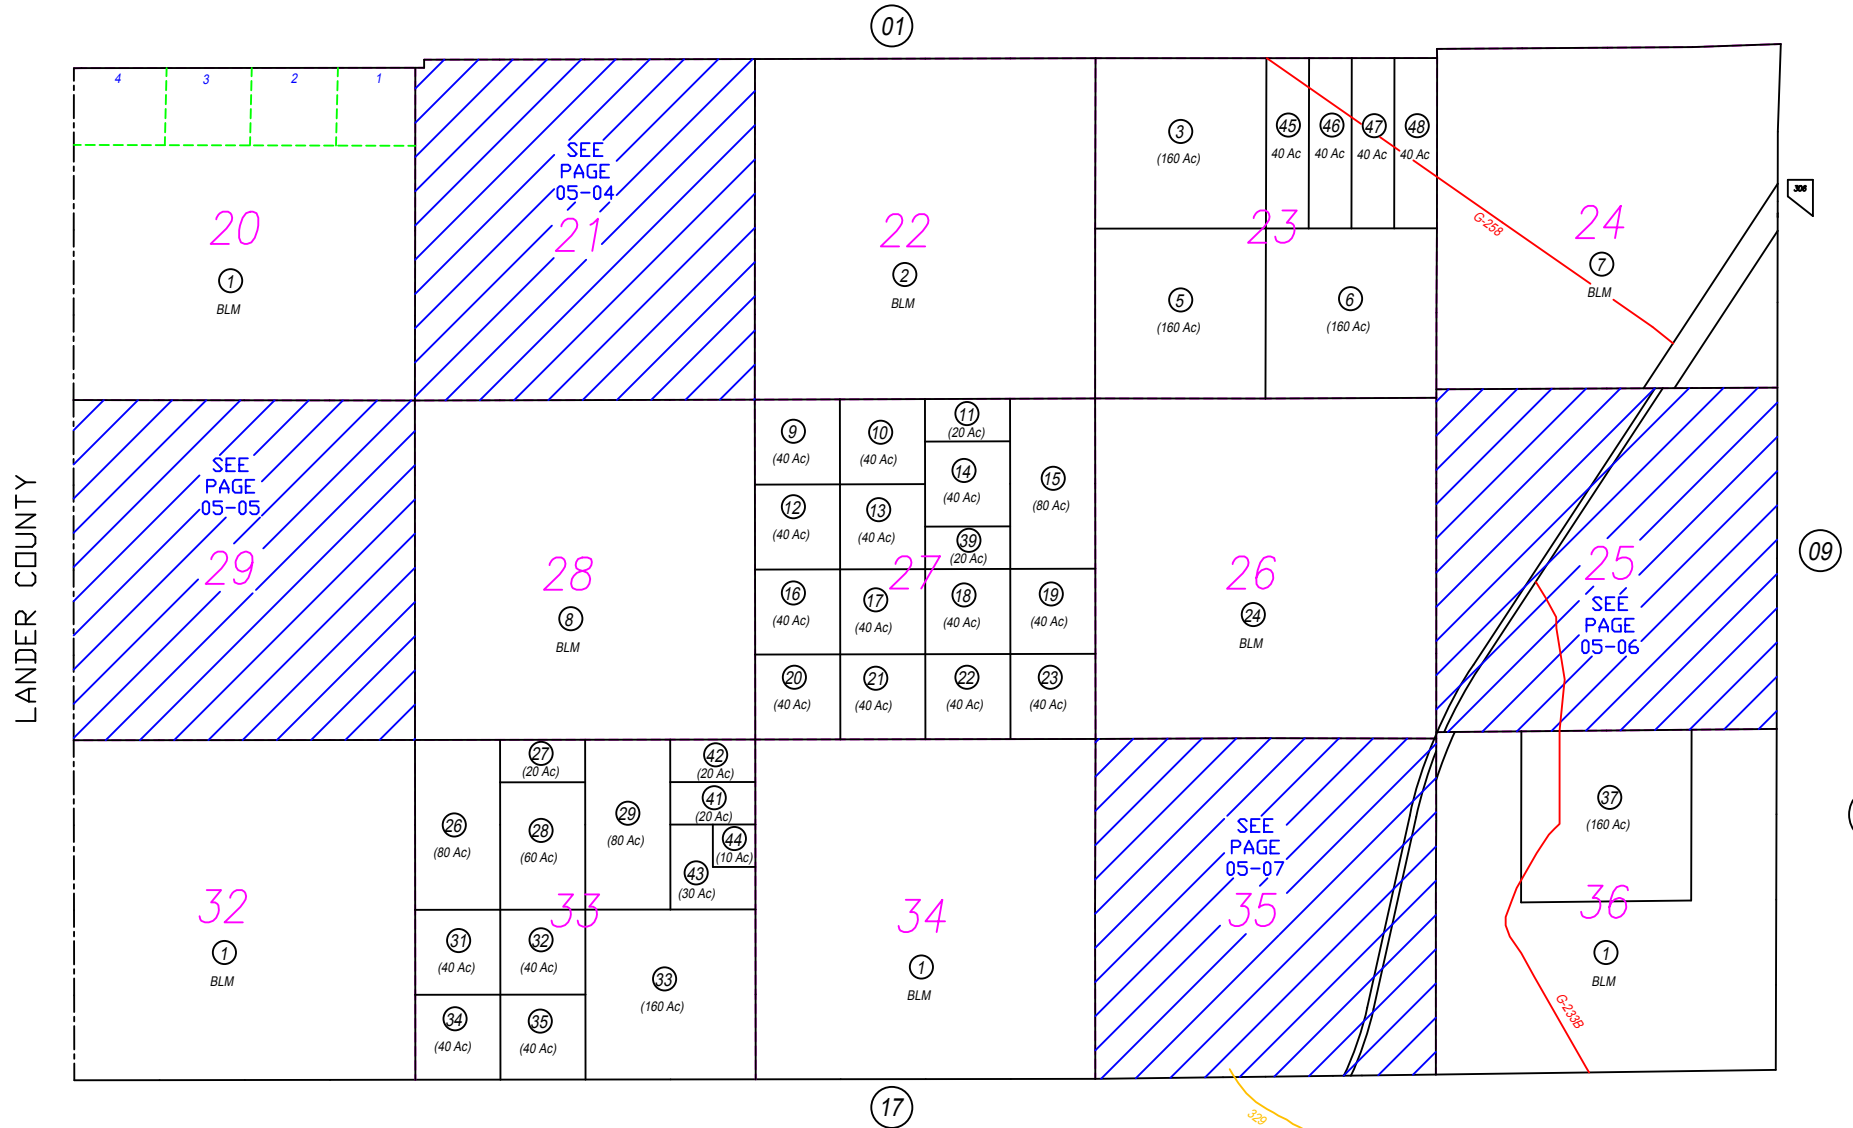 01
4
3
2
1
SEE
PAGE
05-04
21
20
1
BLM
22
2
BLM
3
(160 Ac)
45
40 Ac
46
40 Ac
47
40 Ac
48
40 Ac
23
5
(160 Ac)
6
(160 Ac)
G-258
24
7
BLM
306
LANDER COUNTY
SEE
PAGE
05-05
29
28
8
BLM
9
(40 Ac)
10
(40 Ac)
11
(20 Ac)
12
(40 Ac)
13
(40 Ac)
14
(40 Ac)
15
(80 Ac)
39
(20 Ac)
27
16
(40 Ac)
17
(40 Ac)
18
(40 Ac)
19
(40 Ac)
20
(40 Ac)
21
(40 Ac)
22
(40 Ac)
23
(40 Ac)
26
24
BLM
25
SEE
PAGE
05-06
09
32
1
BLM
26
(80 Ac)
27
(20 Ac)
28
(60 Ac)
29
(80 Ac)
42
(20 Ac)
41
(20 Ac)
44
(10 Ac)
43
(30 Ac)
33
31
(40 Ac)
32
(40 Ac)
33
(160 Ac)
34
(40 Ac)
35
(40 Ac)
34
1
BLM
SEE
PAGE
05-07
35
37
(160 Ac)
36
1
BLM
G-233B
17
329